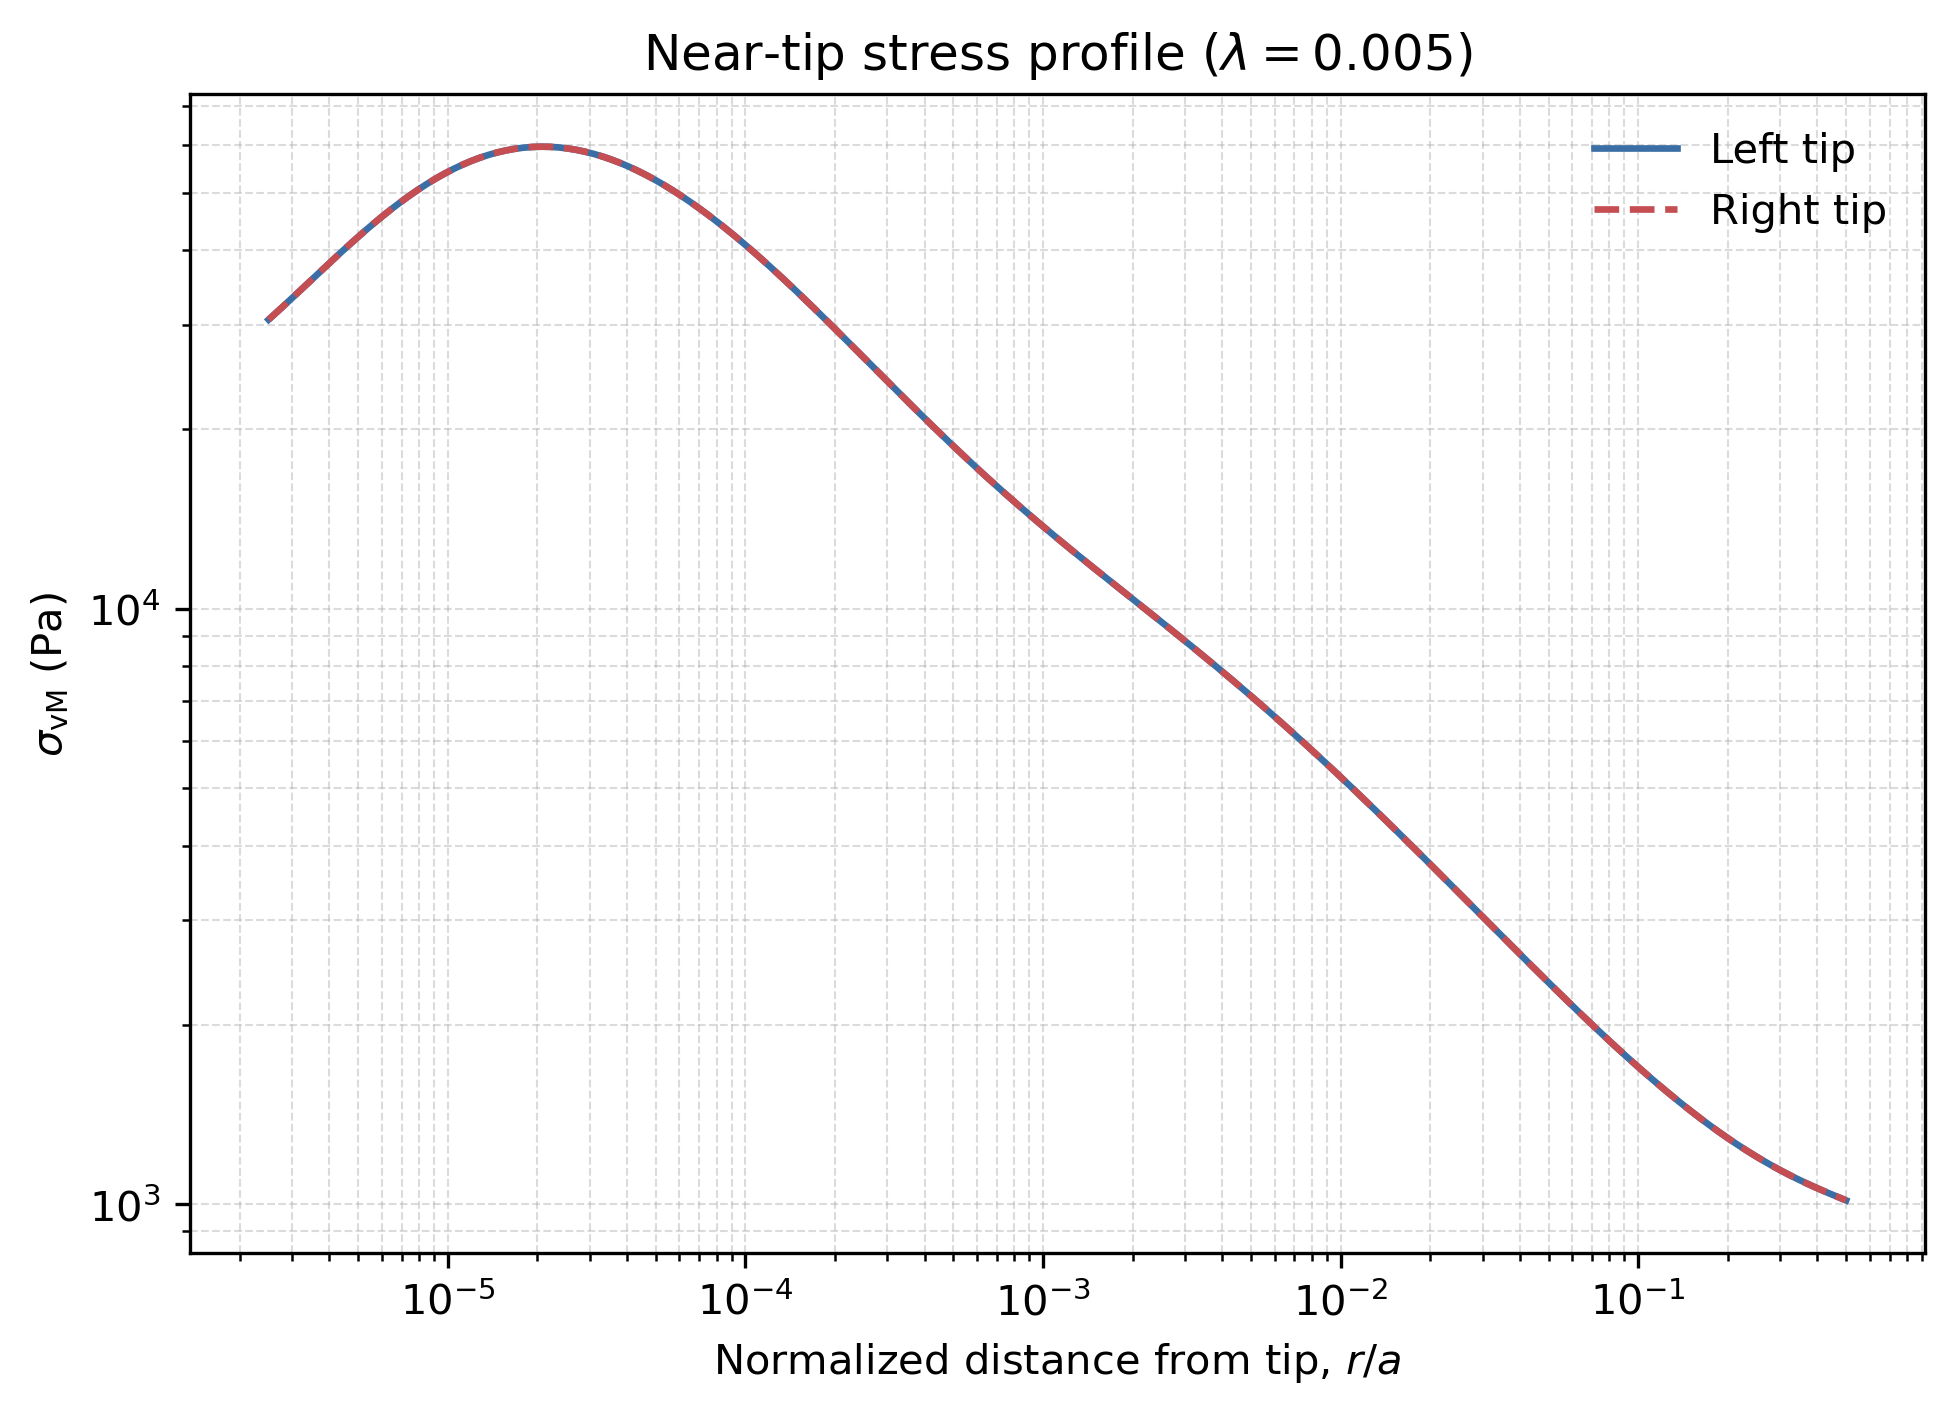 Near-tip stress profile (λ = 0.005)
Left tip
Right tip
σ_vM (Pa)
10⁴
10³
10⁻⁵ 10⁻⁴ 10⁻³ 10⁻² 10⁻¹
Normalized distance from tip, r/a